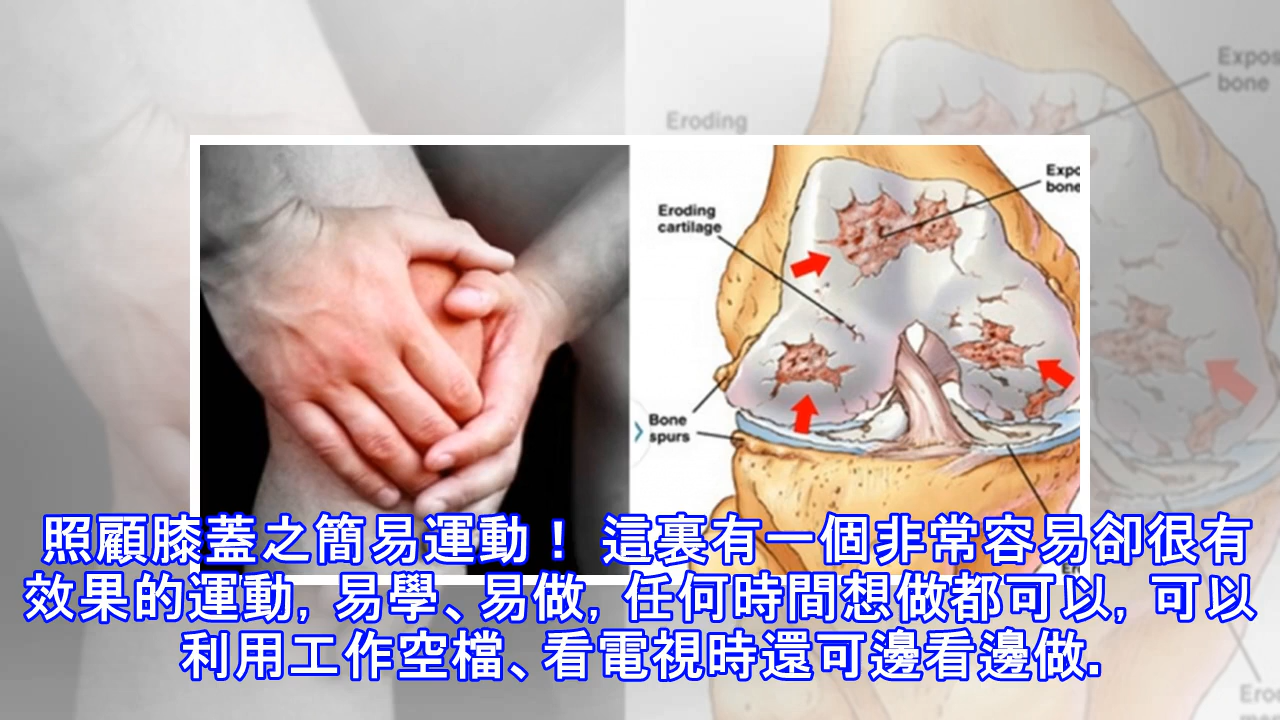 Expos
bone
Eroding
Expo
bone
Eroding
cartilage
Bone
spurs
照顧膝蓋之簡易運動！ 這裏有一個非常容易卻很有
效果的運動, 易學、易做, 任何時間想做都可以, 可以
利用工作空檔、看電視時還可邊看邊做.